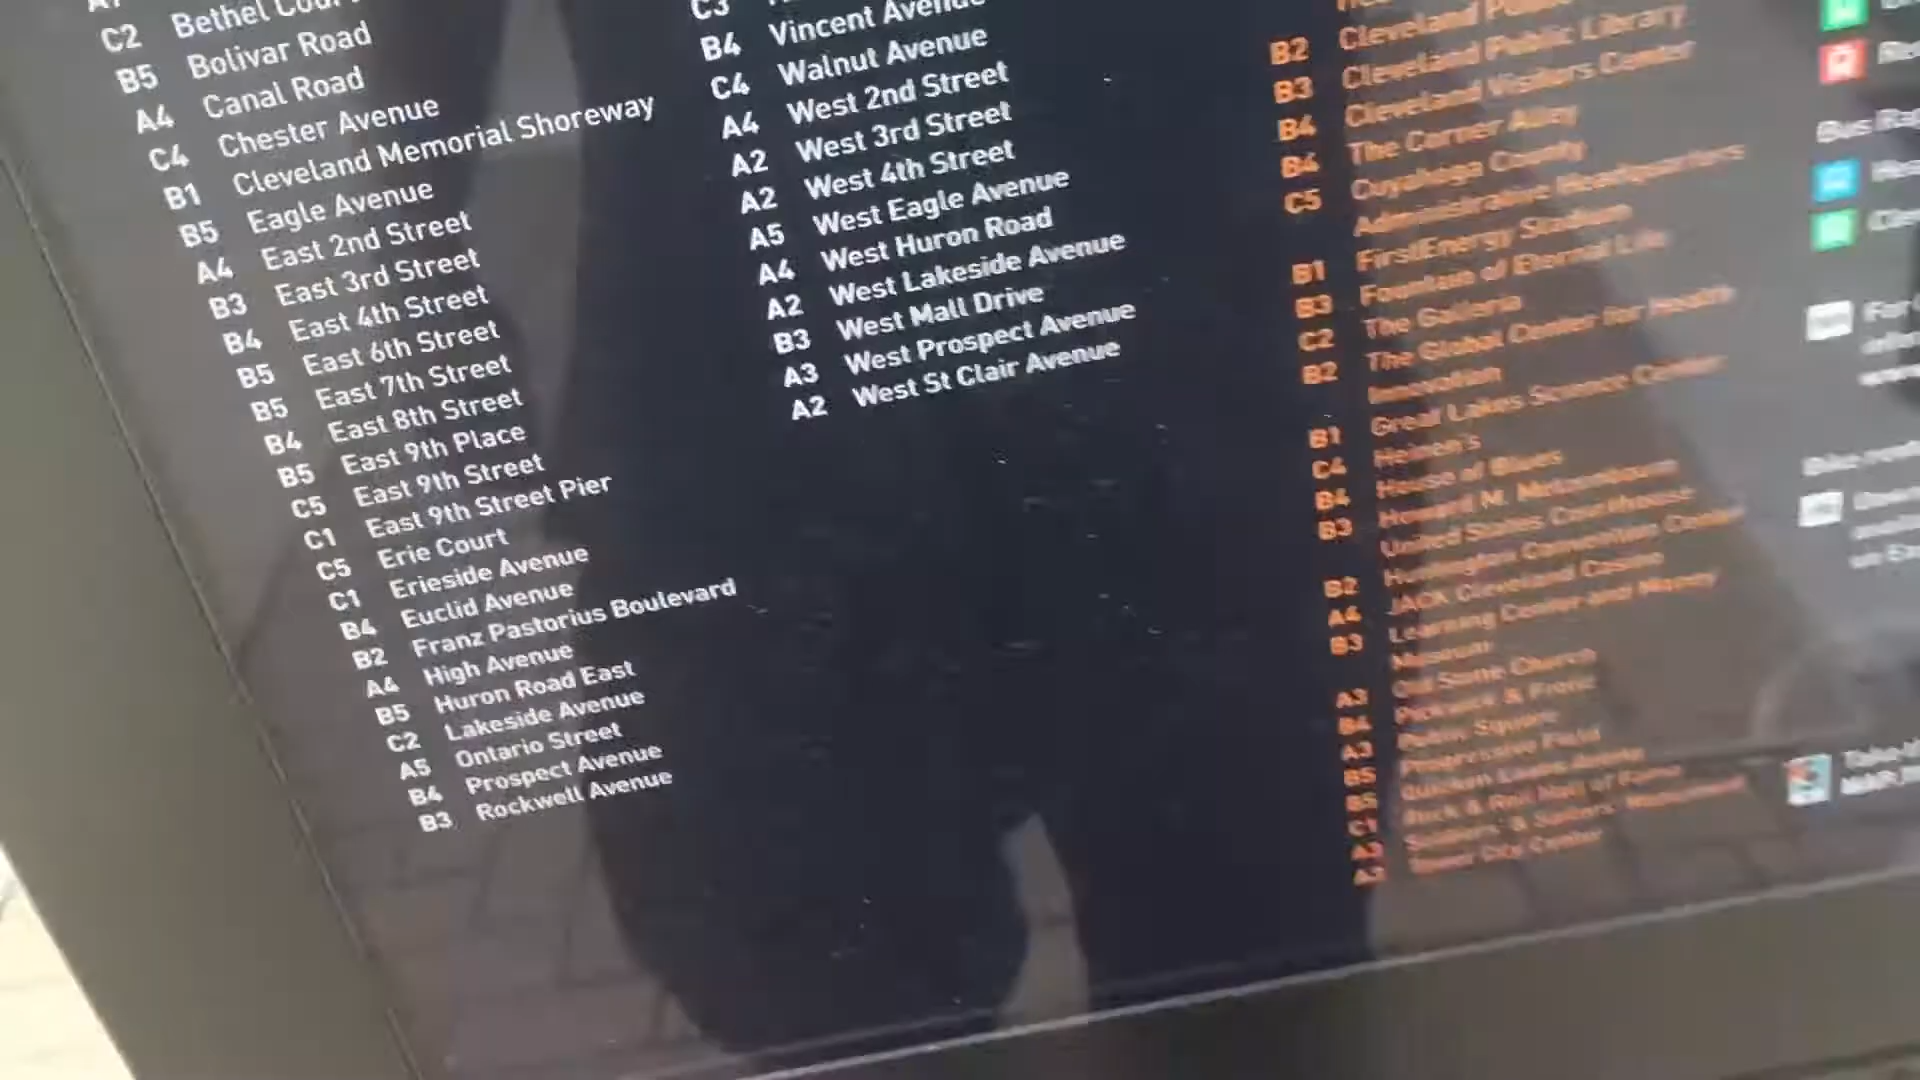 C2 Bethel Court
B5 Bolivar Road
A4 Canal Road
C4 Chester Avenue
B1 Cleveland Memorial Shoreway
B5 Eagle Avenue
A4 East 2nd Street
B3 East 3rd Street
B4 East 4th Street
B5 East 6th Street
B5 East 7th Street
B4 East 8th Street
B5 East 9th Place
C5 East 9th Street
C1 East 9th Street Pier
C5 Erie Court
C1 Erieside Avenue
B4 Euclid Avenue
B2 Franz Pastorius Boulevard
A4 High Avenue
B5 Huron Road East
C2 Lakeside Avenue
A5 Ontario Street
B4 Prospect Avenue
B3 Rockwell Avenue
C3
B4 Vincent Avenue
C4 Walnut Avenue
A4 West 2nd Street
A2 West 3rd Street
A2 West 4th Street
A5 West Eagle Avenue
A4 West Huron Road
A2 West Lakeside Avenue
B3 West Mall Drive
A3 West Prospect Avenue
A2 West St Clair Avenue
B2 Cleveland Public
B3 Cleveland Public Library
B4 Cleveland Visitors Center
B4 The Corner Alley
C5 Cuyahoga County
Administrative Headquarters
B1 FirstEnergy Stadium
B3 Fountain of Eternal Life
C2 The Galleria
B2 The Global Center for Health
Innovation
B1 Great Lakes Science Center
C4 Heinen's
B4 House of Blues
B3 Howard M. Metzenbaum
United States Courthouse
B2 Huntington Convention Center
A4 JACK Cleveland Casino
B3 Learning Center and Money
Museum
A3 Old Stone Church
B4 Pickwick & Frolic
A3 Public Square
B5 Progressive Field
B5 Quicken Loans Arena
C1 Rock & Roll Hall of Fame
A3 Soldiers' & Sailors' Monument
A3 Tower City Center
Bus Rap
For